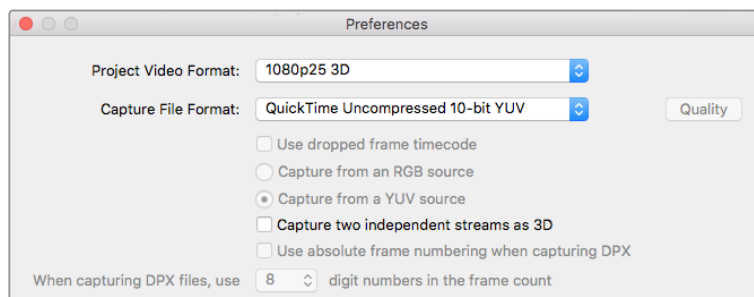 Preferences
Project Video Format: 1080p25 3D
Capture File Format: QuickTime Uncompressed 10-bit YUV Quality
Use dropped frame timecode
Capture from an RGB source
Capture from a YUV source
Capture two independent streams as 3D
Use absolute frame numbering when capturing DPX
When capturing DPX files, use 8 digit numbers in the frame count